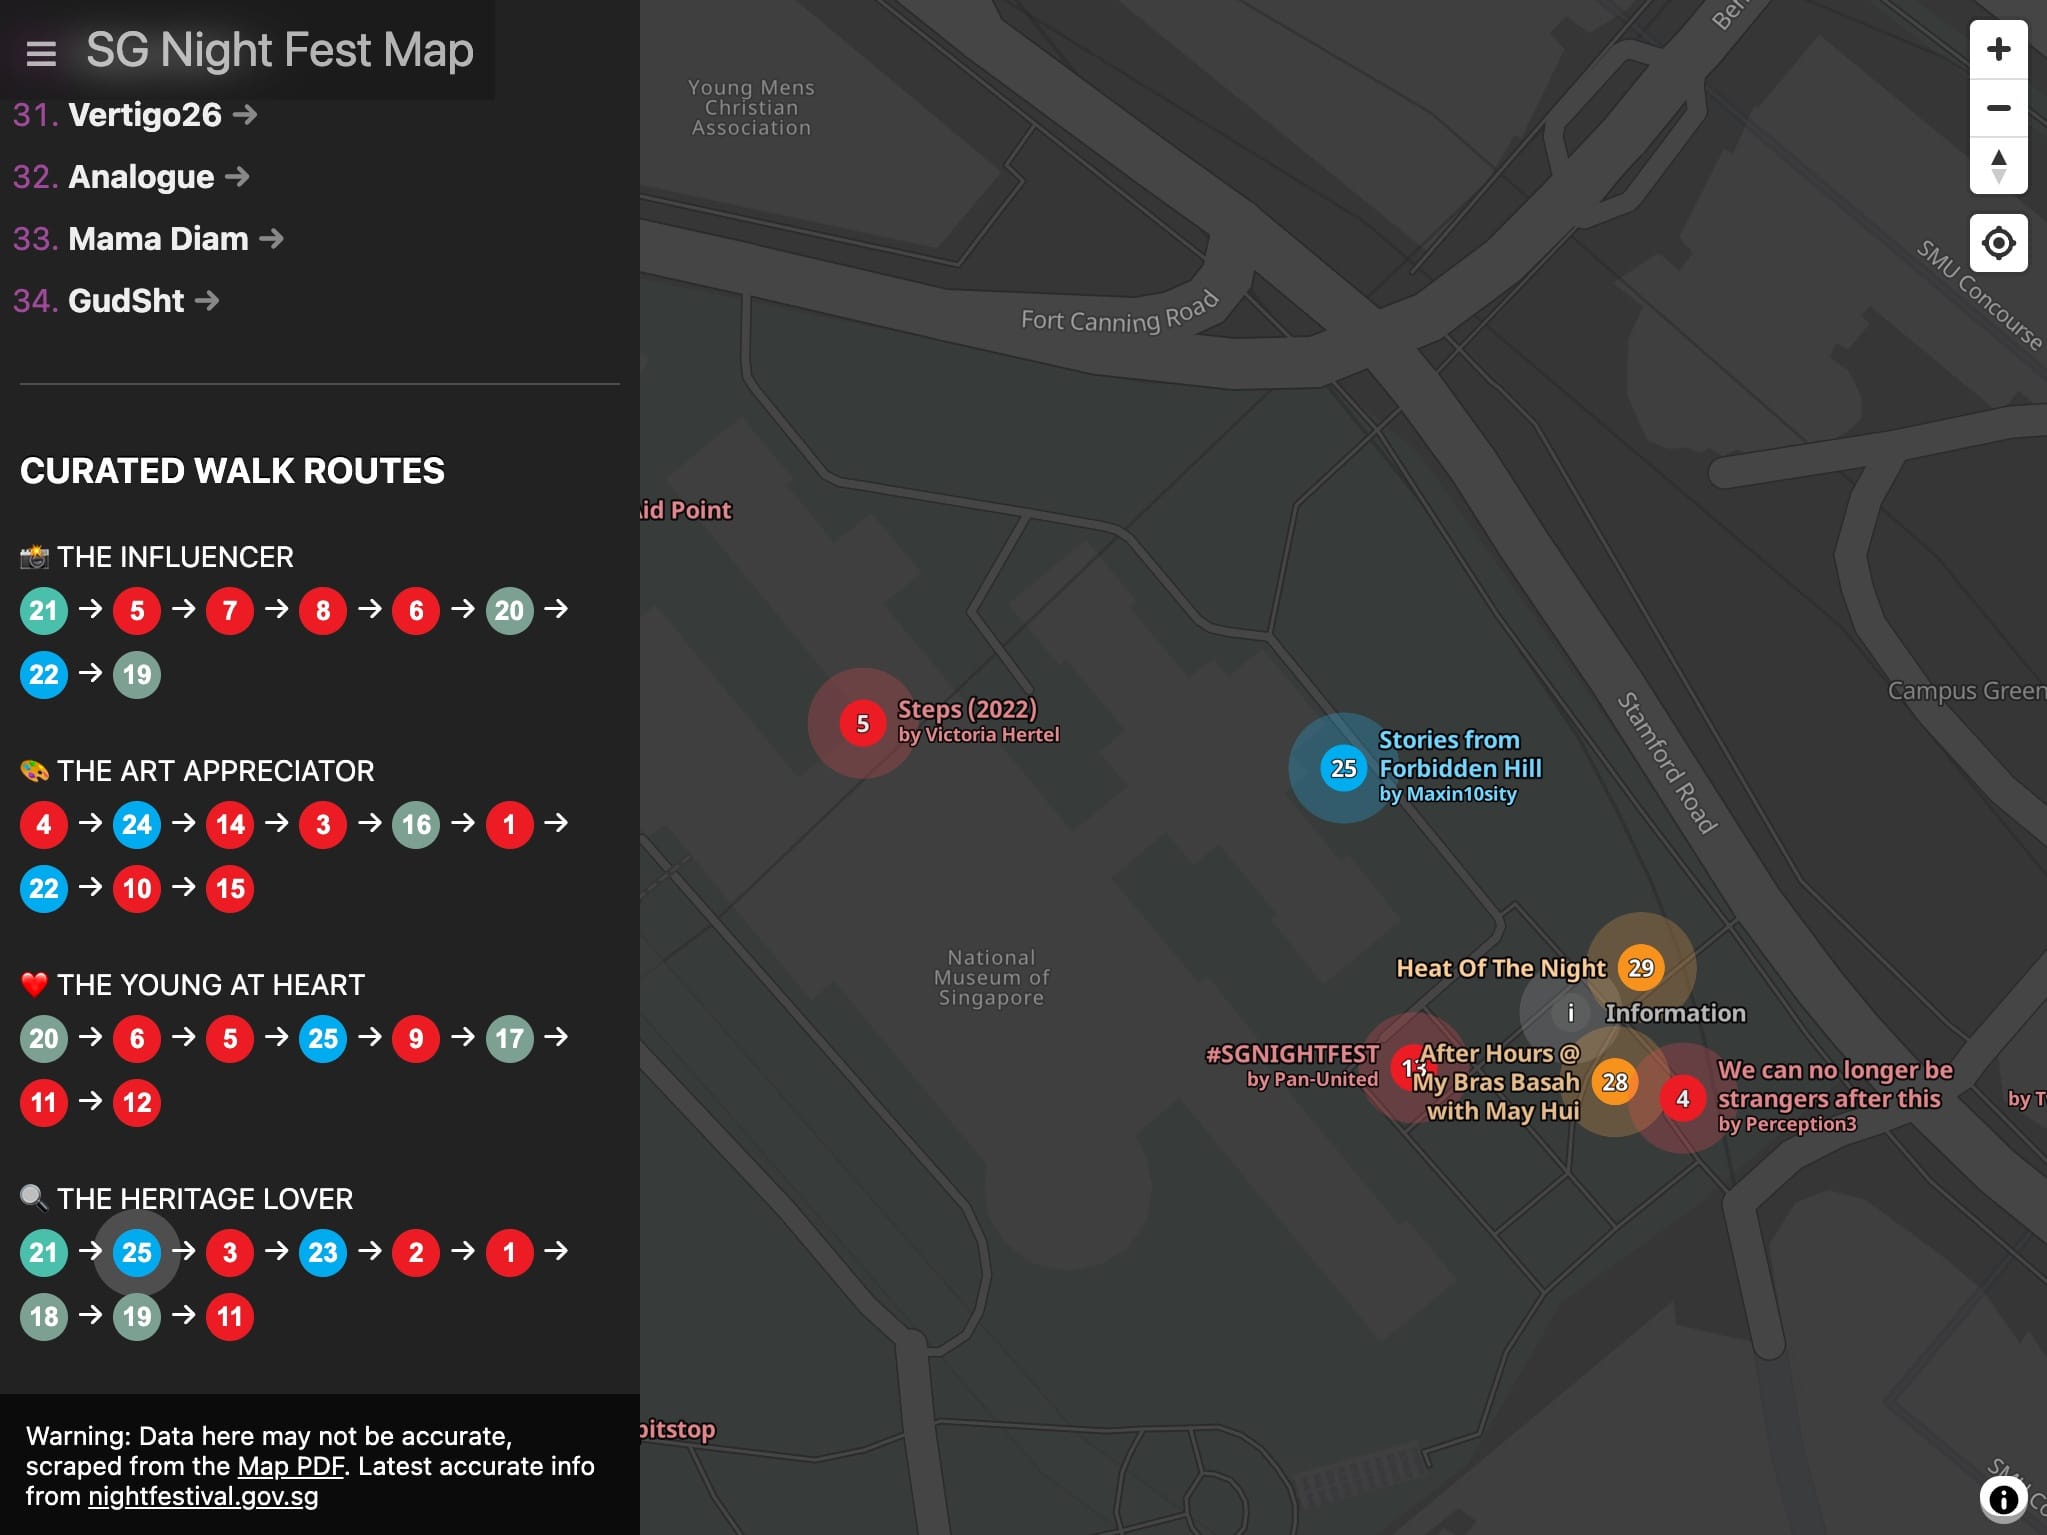 SG Night Fest Map
31. Vertigo26 →
32. Analogue →
33. Mama Diam →
34. GudSht →
CURATED WALK ROUTES
📸 THE INFLUENCER
21 → 5 → 7 → 8 → 6 → 20 →
22 → 19
🎨 THE ART APPRECIATOR
4 → 24 → 14 → 3 → 16 → 1 →
22 → 10 → 15
❤️ THE YOUNG AT HEART
20 → 6 → 5 → 25 → 9 → 17 →
11 → 12
🔍 THE HERITAGE LOVER
21 → 25 → 3 → 23 → 2 → 1 →
18 → 19 → 11
Warning: Data here may not be accurate,
scraped from the Map PDF. Latest accurate info
from nightfestival.gov.sg
Young Mens
Christian
Association
Fort Canning Road
SMU Concourse
Point
5
Steps (2022)
by Victoria Hertel
25
Stories from
Forbidden Hill
by Maxin10sity
Stamford Road
Campus Green
National
Museum of
Singapore
Heat Of The Night
29
i
Information
#SGNIGHTFEST
by Pan-United
13
After Hours @
My Bras Basah
with May Hui
28
4
We can no longer be
strangers after this
by Perception3
by
pitstop